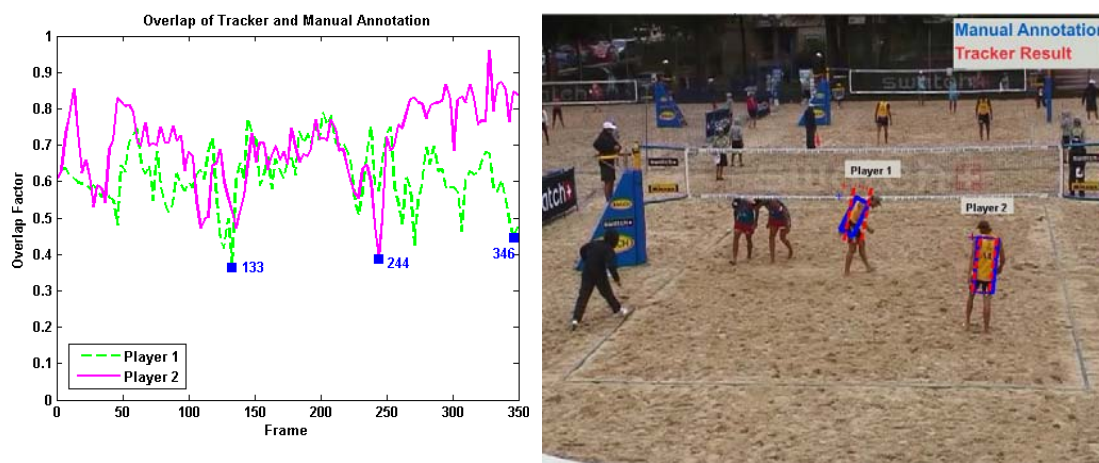 Overlap of Tracker and Manual Annotation
Overlap Factor
1
0.9
0.8
0.7
0.6
0.5
0.4
0.3
0.2
0.1
0
133
244
346
Player 1
Player 2
0 50 100 150 200 250 300 350
Frame
Manual Annotation
Tracker Result
swatch
swatch
Player 1
Player 2